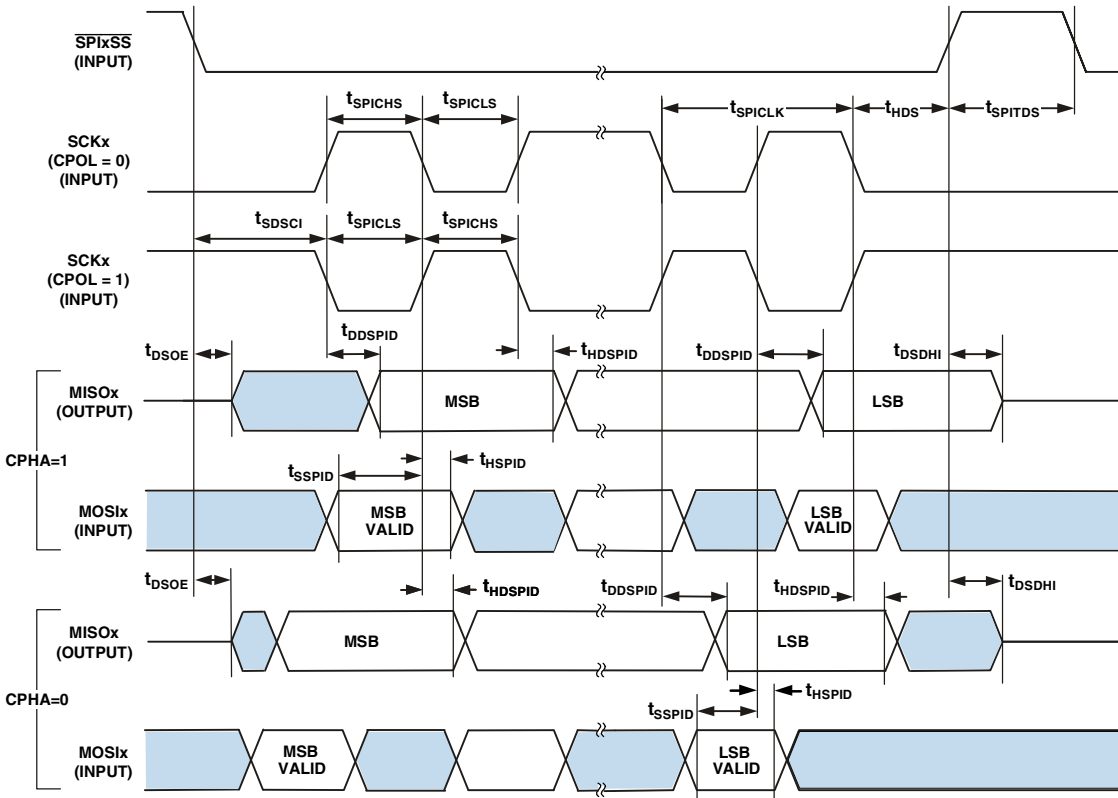 SPIxSS
(INPUT)
tSPICHS
tSPICLS
tSPICLK
tHDS
tSPITDS
SCKx
(CPOL = 0)
(INPUT)
tSDSCI
tSPICLS
tSPICHS
SCKx
(CPOL = 1)
(INPUT)
tDSOE
tDDSPID
tHDSPID
tDDSPID
tDSDHI
MISOx
(OUTPUT)
MSB
LSB
CPHA=1
tSSPID
tHSPID
MOSIx
(INPUT)
MSB
VALID
LSB
VALID
tDSOE
tHDSPID
tDDSPID
tHDSPID
tDSDHI
MISOx
(OUTPUT)
MSB
LSB
CPHA=0
tSSPID
tHSPID
MOSIx
(INPUT)
MSB
VALID
LSB
VALID